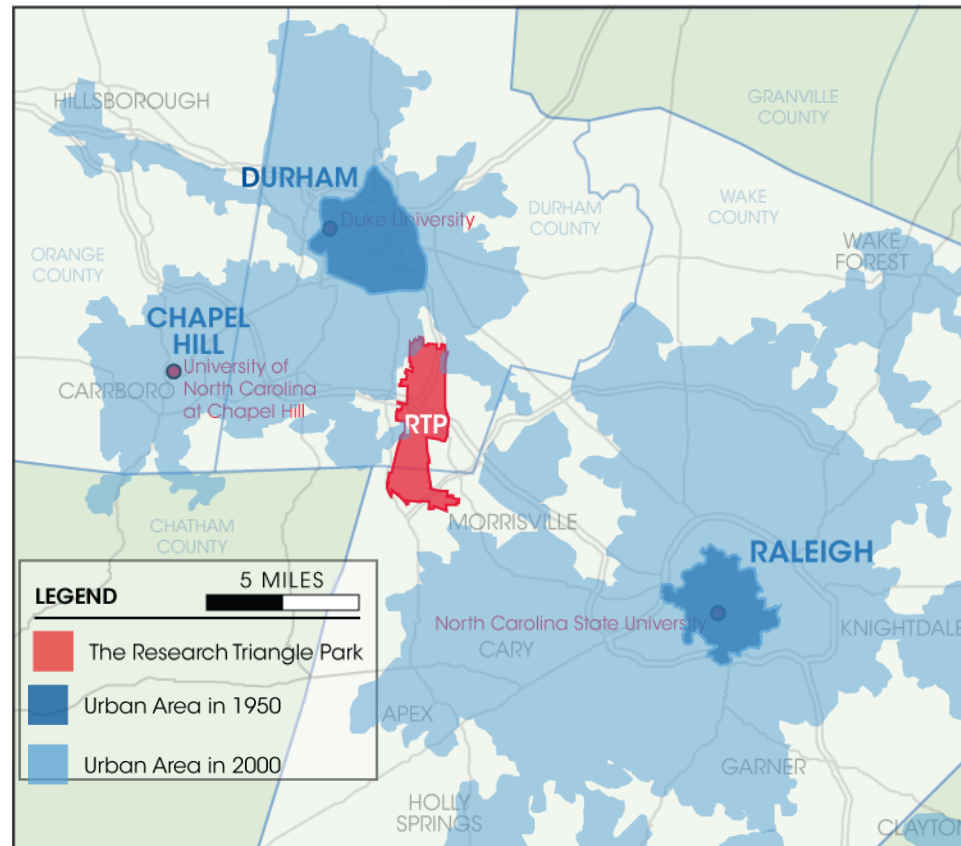 HILLSBOROUGH
GRANVILLE
COUNTY
DURHAM
Duke University
DURHAM
COUNTY
WAKE
COUNTY
WAKE
FOREST
ORANGE
COUNTY
CHAPEL
HILL
CARRBORO
University of
North Carolina
at Chapel Hill
RTP
CHATHAM
COUNTY
MORRISVILLE
RALEIGH
North Carolina State University
CARY
KNIGHTDALE
APEX
GARNER
HOLLY
SPRINGS
CLAYTON
5 MILES
LEGEND
The Research Triangle Park
Urban Area in 1950
Urban Area in 2000